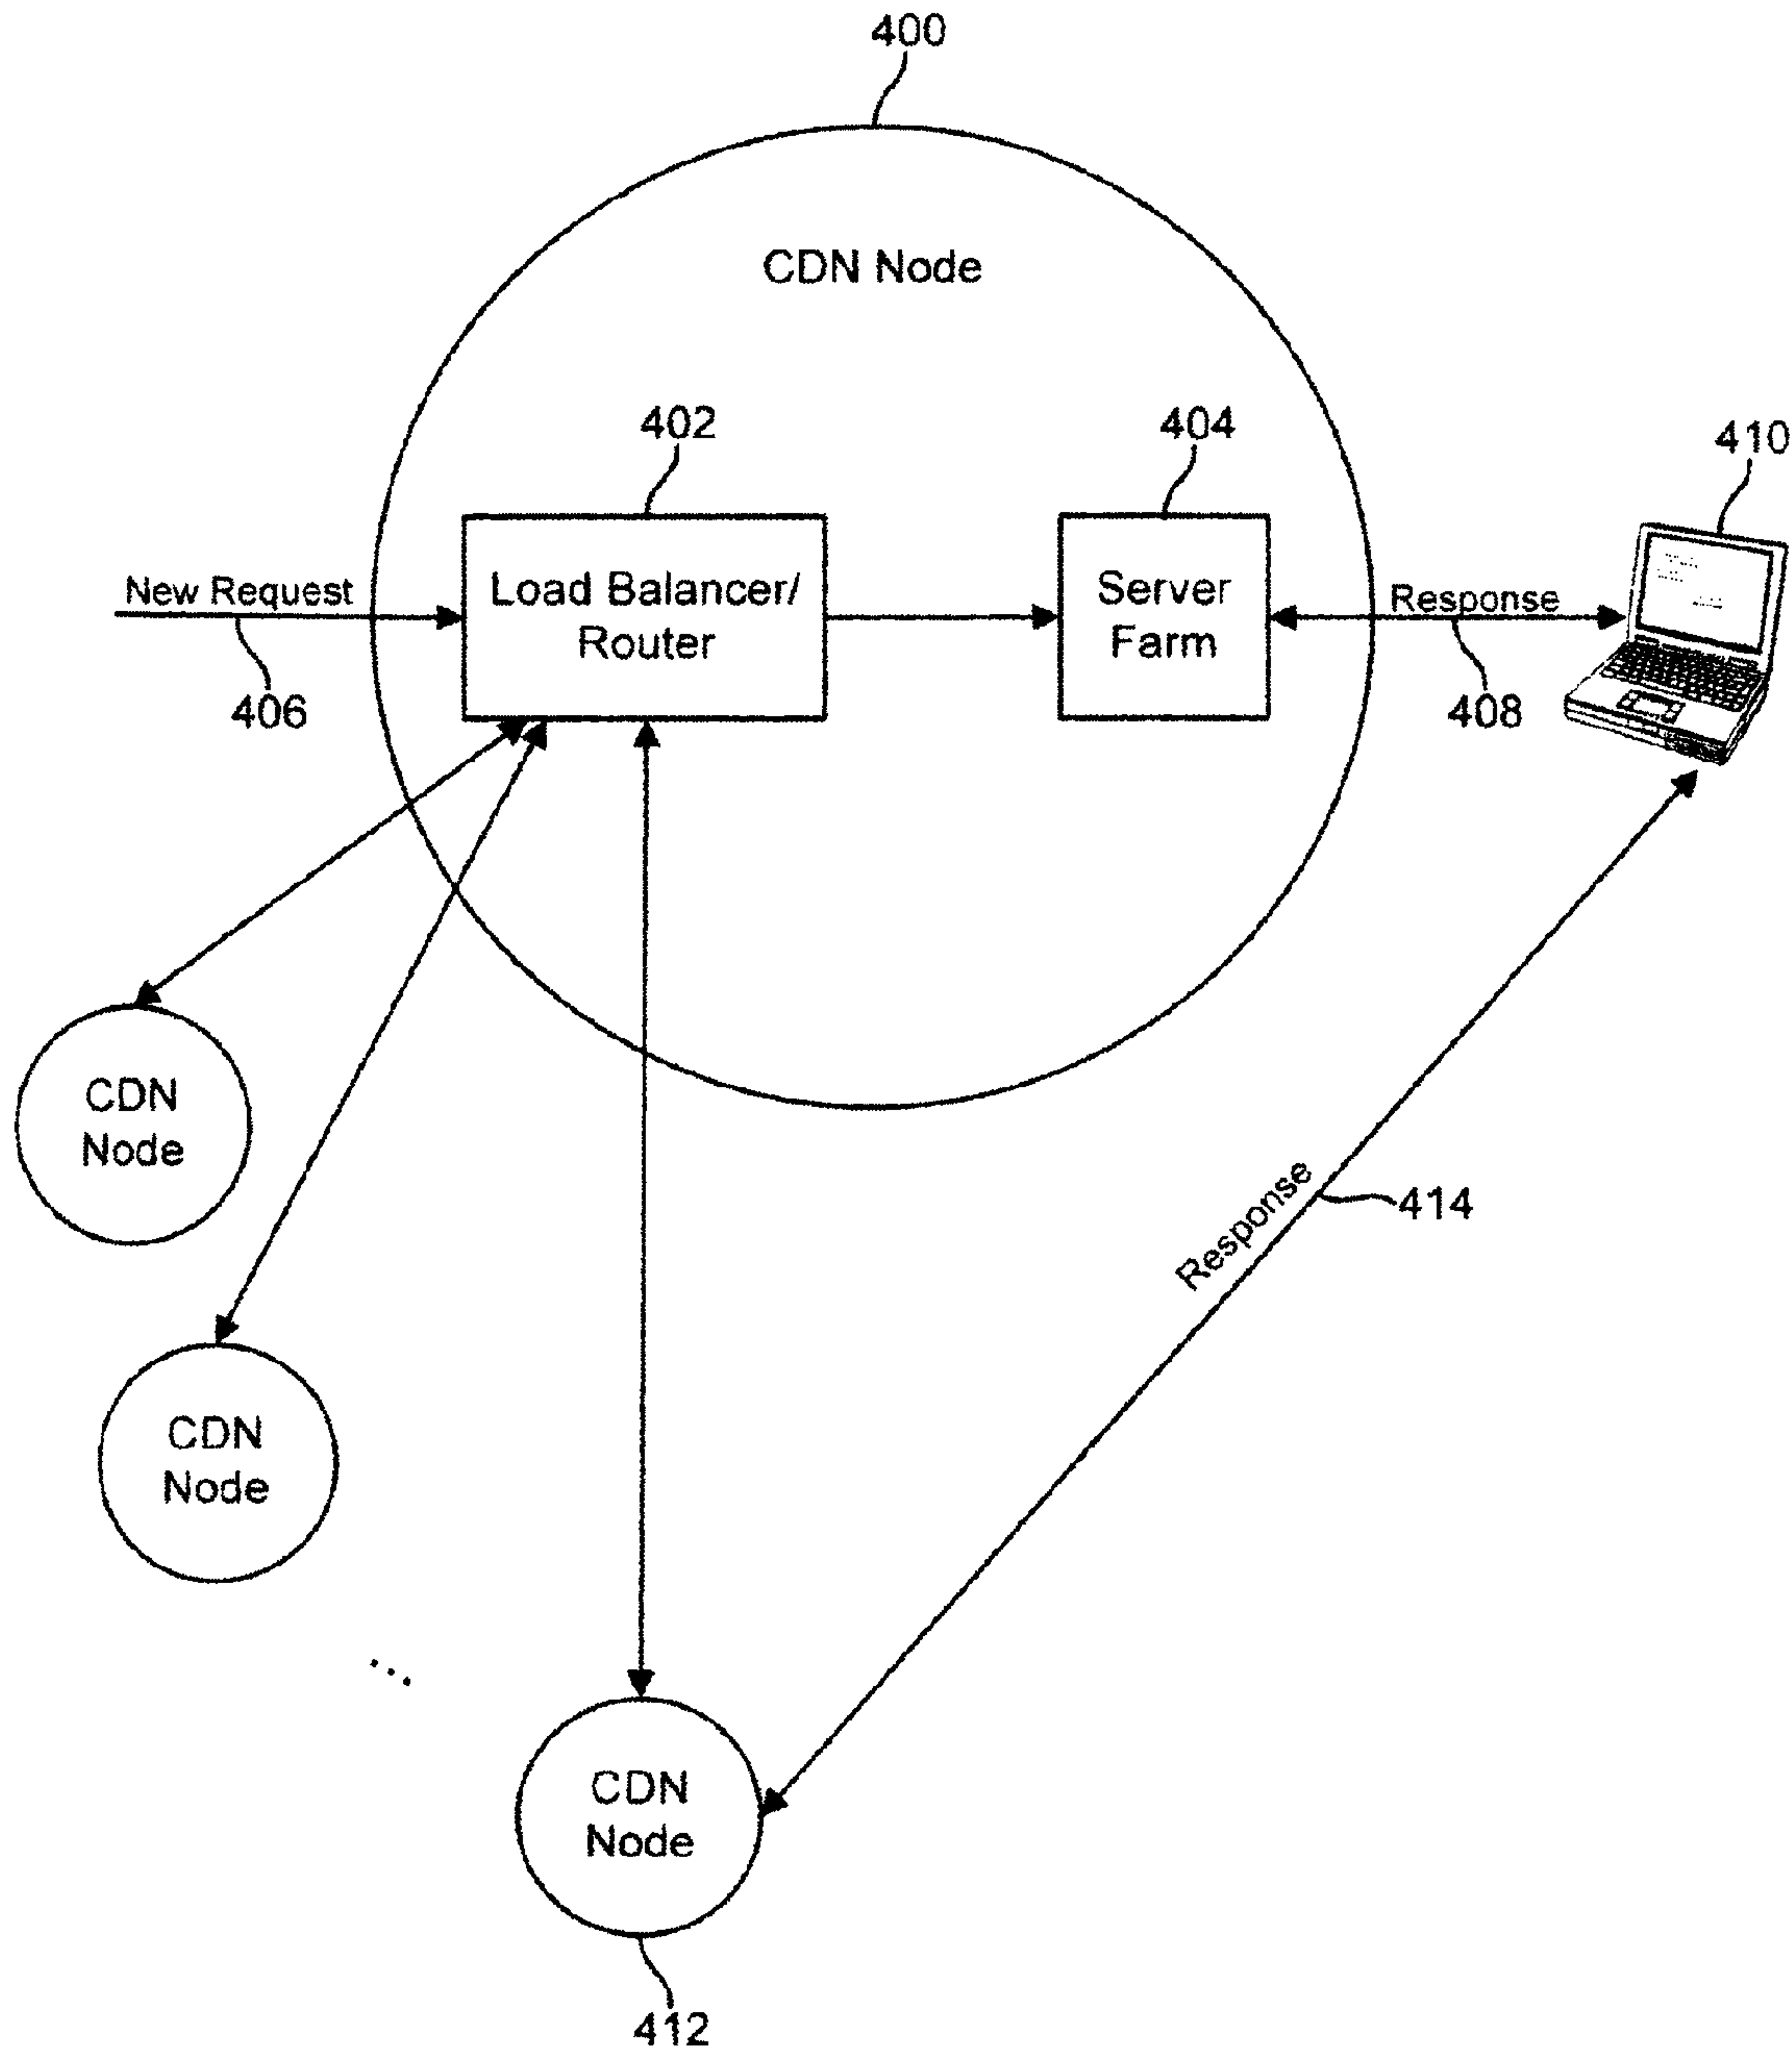 400
CDN Node
402
404
410
New Request
Load Balancer/
Router
Server
Farm
Response
406
408
CDN
Node
Response
414
CDN
Node
...
CDN
Node
412